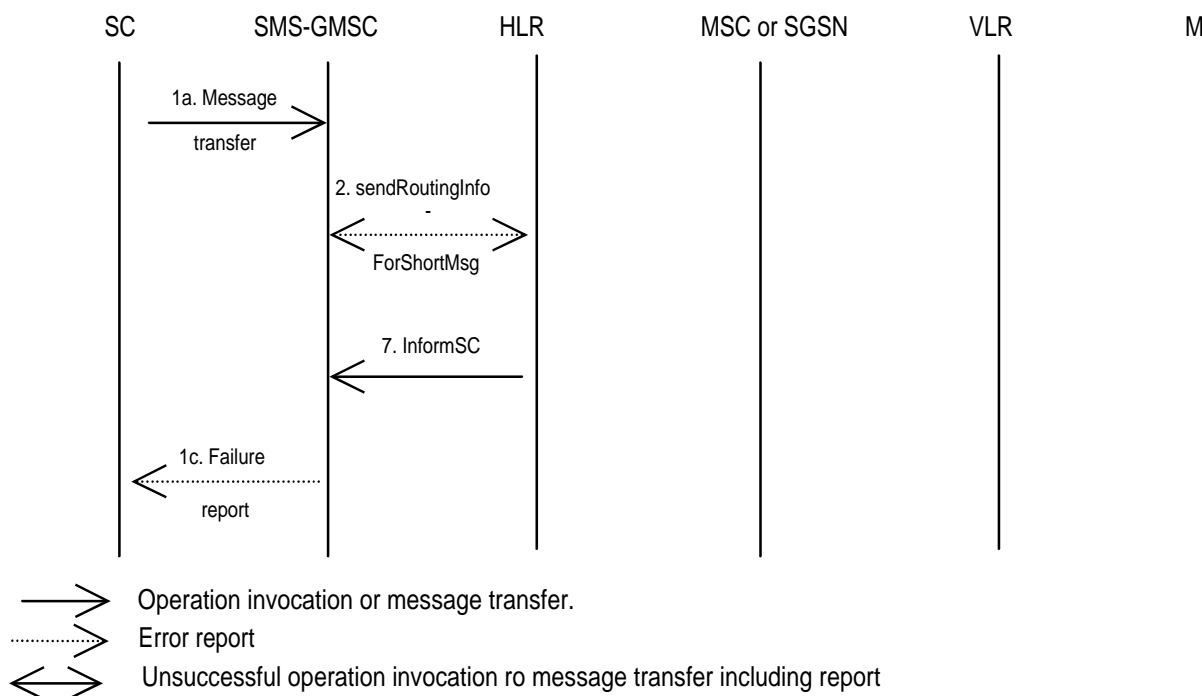 SC SMS-GMSC HLR MSC or SGSN VLR M
1a. Message
transfer
2. sendRoutingInfo
-
ForShortMsg
7. InformSC
1c. Failure
report
Operation invocation or message transfer.
Error report
Unsuccessful operation invocation ro message transfer including report